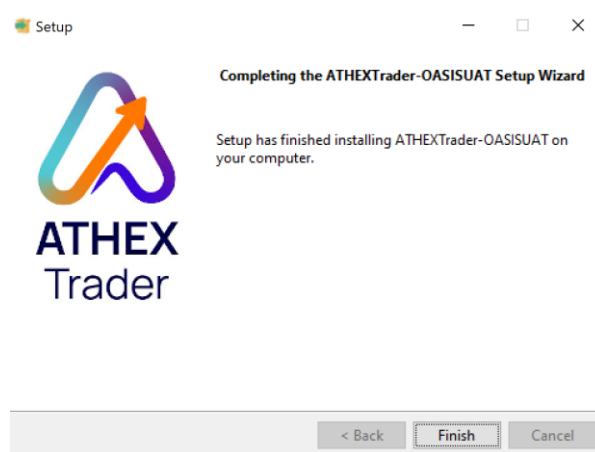 Setup
Completing the ATHEXTrader-OASISUAT Setup Wizard
Setup has finished installing ATHEXTrader-OASISUAT on
your computer.
ATHEX
Trader
< Back
Finish
Cancel